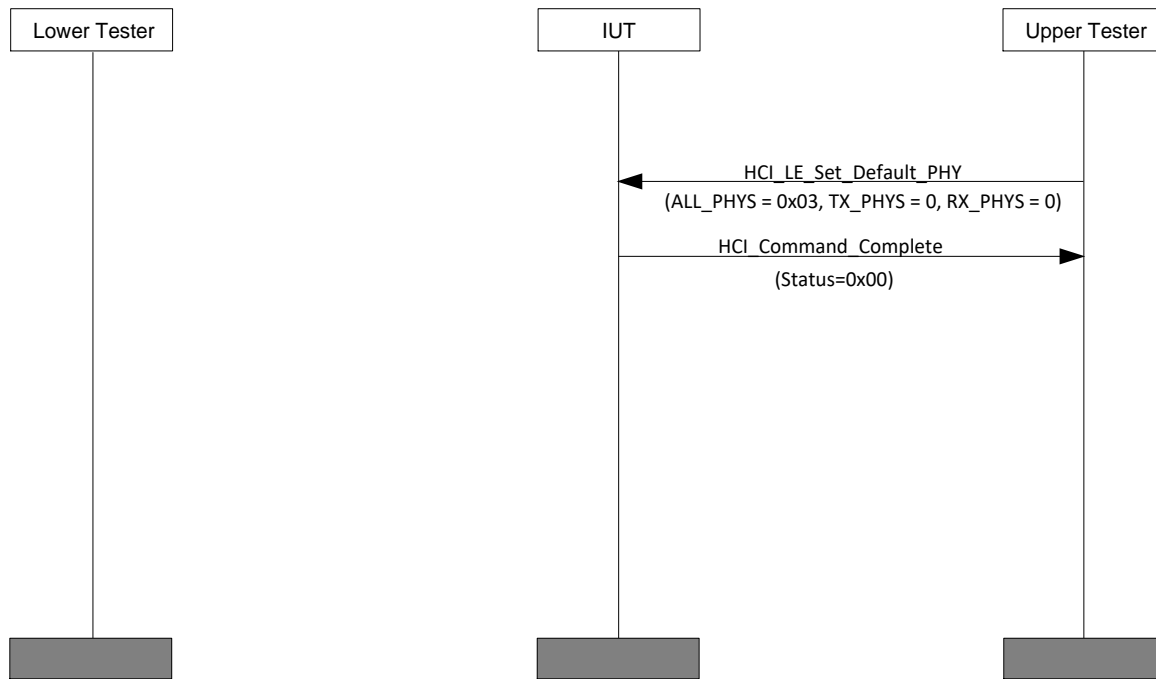 Lower Tester
IUT
Upper Tester
HCI_LE_Set_Default_PHY
(ALL_PHYS = 0x03, TX_PHYS = 0, RX_PHYS = 0)
HCI_Command_Complete
(Status=0x00)